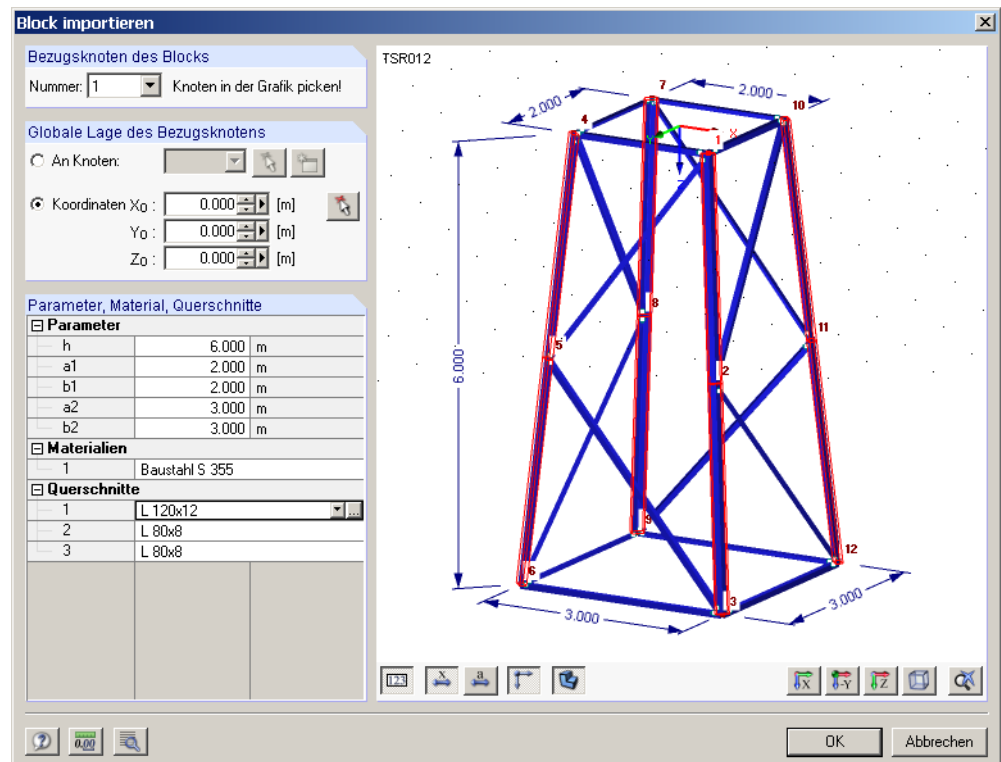 Block importieren
Bezugsknoten des Blocks
Nummer: 1 Knoten in der Grafik picken!
Globale Lage des Bezugsknotens
An Knoten:
Koordinaten X0 : 0.000 [m]
Y0 : 0.000 [m]
Z0 : 0.000 [m]
Parameter, Material, Querschnitte
Parameter
h 6.000 m
a1 2.000 m
b1 2.000 m
a2 3.000 m
b2 3.000 m
Materialien
1 Baustahl S 355
Querschnitte
1 L 120x12 ...
2 L 80x8
3 L 80x8
TSR012
7
2.000
2.000
10
4
Y
X
1
8
11
5
2
6.000
9
12
6
3
3.000
3.000
123
x
a
X
-Y
Z
0.00
OK
Abbrechen